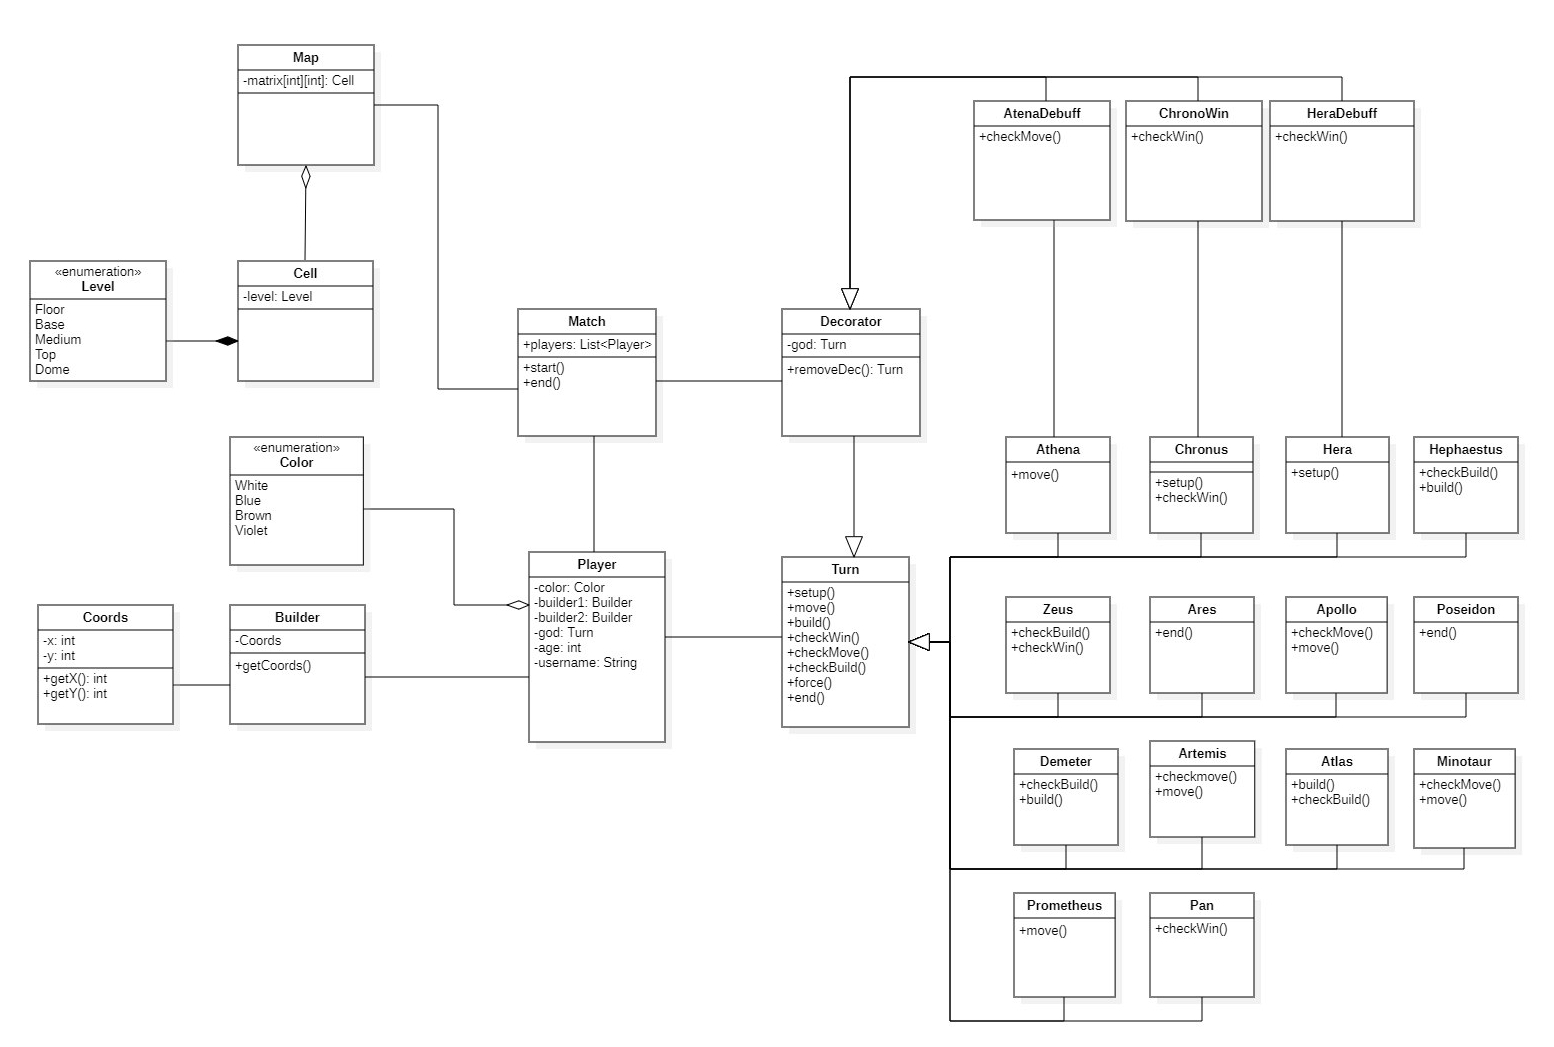 Map
-matrix[int][int]: Cell
«enumeration»
Level
Floor
Base
Medium
Top
Dome
Cell
-level: Level
Match
+players: List<Player>
+start()
+end()
Decorator
-god: Turn
+removeDec(): Turn
AtenaDebuff
+checkMove()
ChronoWin
+checkWin()
HeraDebuff
+checkWin()
«enumeration»
Color
White
Blue
Brown
Violet
Coords
-x: int
-y: int
+getX(): int
+getY(): int
Builder
-Coords
+getCoords()
Player
-color: Color
-builder1: Builder
-builder2: Builder
-god: Turn
-age: int
-username: String
Turn
+setup()
+move()
+build()
+checkWin()
+checkMove()
+checkBuild()
+force()
+end()
Athena
+move()
Chronus
+setup()
+checkWin()
Hera
+setup()
Hephaestus
+checkBuild()
+build()
Zeus
+checkBuild()
+checkWin()
Ares
+end()
Apollo
+checkMove()
+move()
Poseidon
+end()
Demeter
+checkBuild()
+build()
Artemis
+checkmove()
+move()
Atlas
+build()
+checkBuild()
Minotaur
+checkMove()
+move()
Prometheus
+move()
Pan
+checkWin()